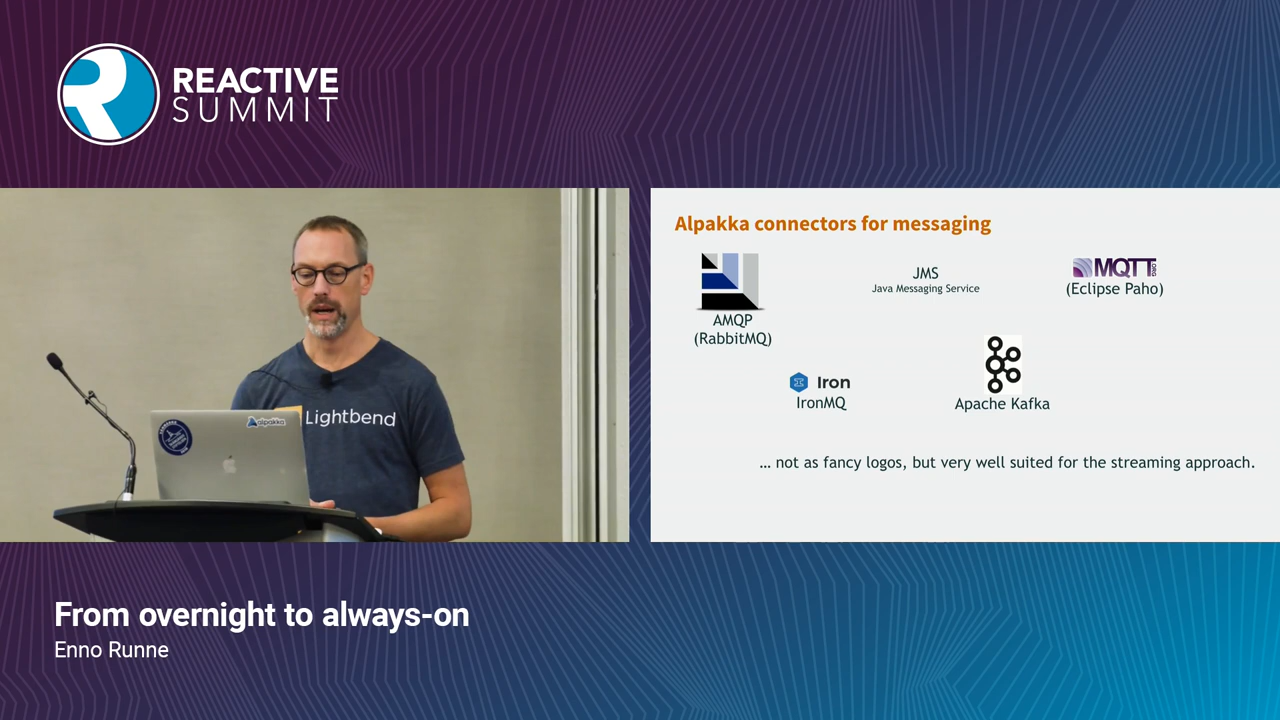 REACTIVE
SUMMIT
Lightbend
alpakka
Alpakka connectors for messaging
AMQP
(RabbitMQ)
JMS
Java Messaging Service
MQTT.ORG
(Eclipse Paho)
Iron
IronMQ
Apache Kafka
... not as fancy logos, but very well suited for the streaming approach.
From overnight to always-on
Enno Runne